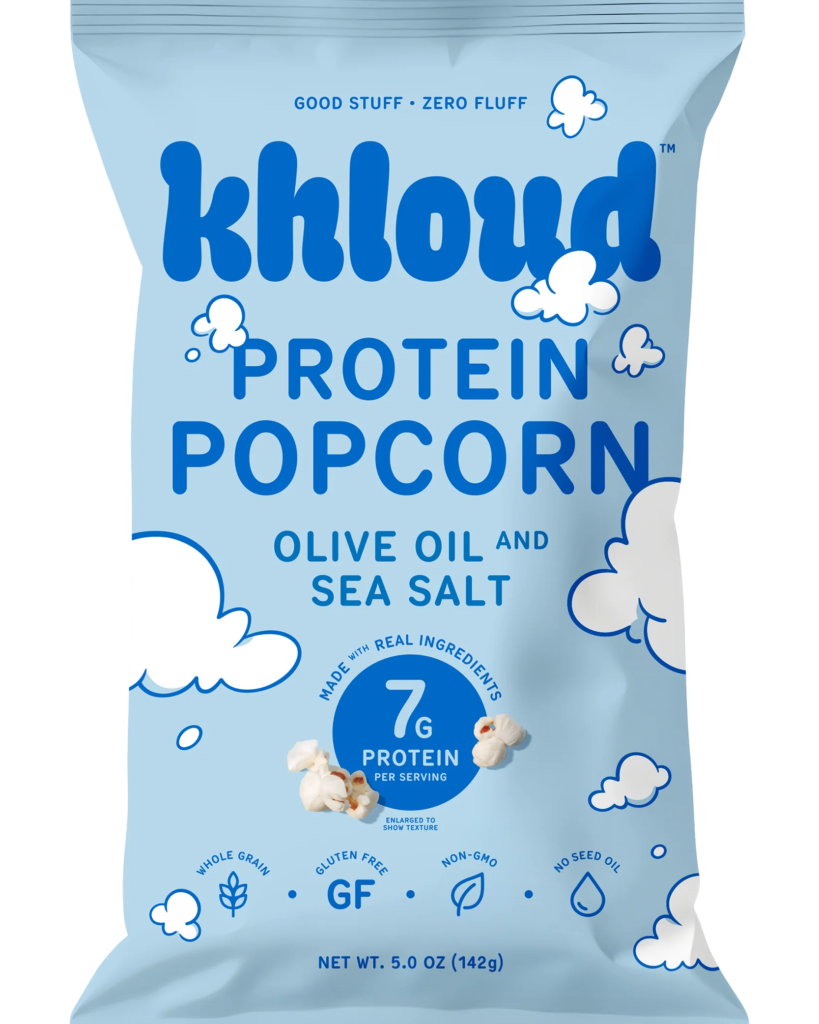 GOOD STUFF • ZERO FLUFF
khloud™
PROTEIN
POPCORN
OLIVE OIL AND
SEA SALT
MADE WITH REAL INGREDIENTS
7G
PROTEIN
PER SERVING
ENLARGED TO
SHOW TEXTURE
WHOLE GRAIN
GLUTEN FREE
GF
NON-GMO
NO SEED OIL
NET WT. 5.0 OZ (142g)